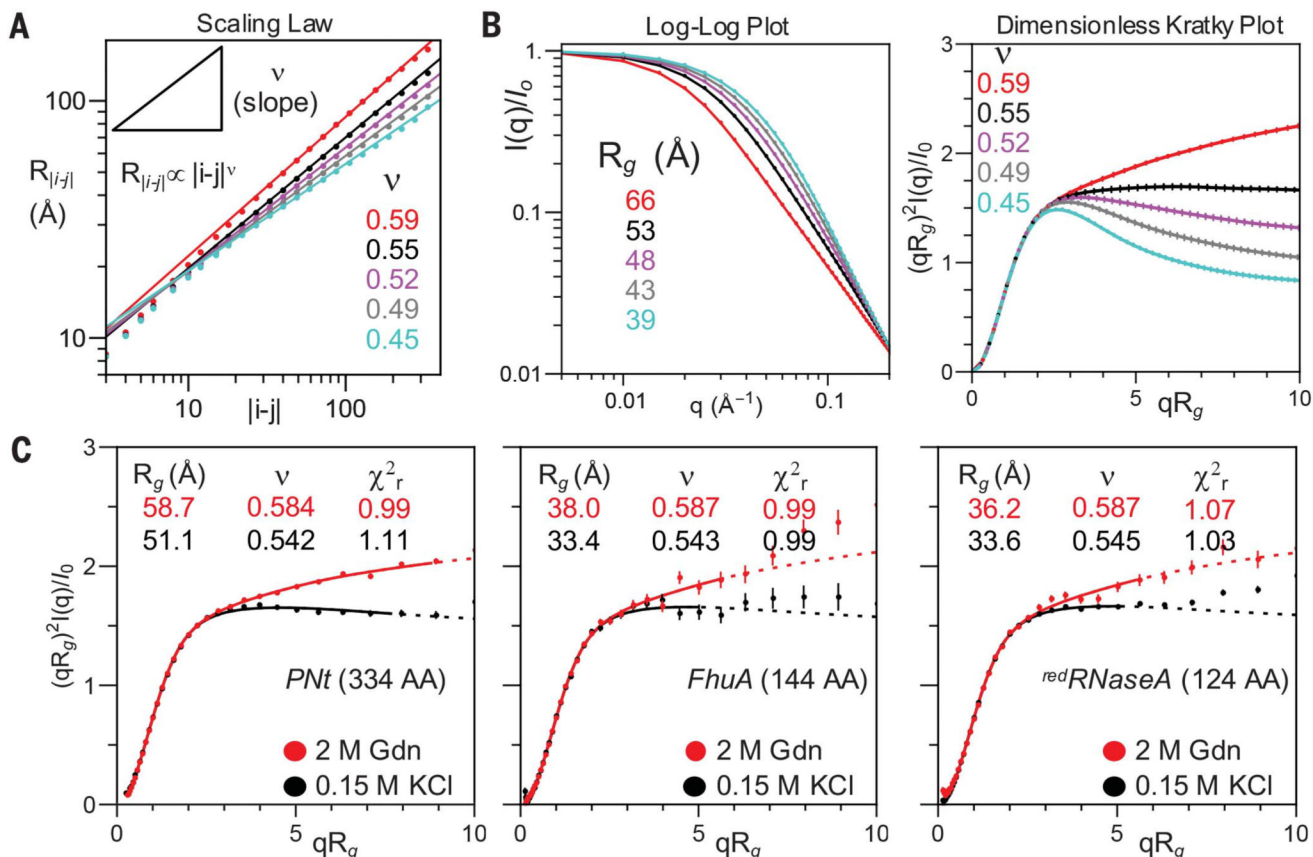 A
Scaling Law
ν
(slope)
R|i-j| ∝ |i-j|^ν
100
10
R|i-j|
(Å)
ν
0.59
0.55
0.52
0.49
0.45
10
100
|i-j|
B
Log-Log Plot
1.
0.1
0.01
I(q)/Io
Rg (Å)
66
53
48
43
39
0.01
0.1
q (Å⁻¹)
Dimensionless Kratky Plot
3
2
1
0
(qRg)²I(q)/I0
ν
0.59
0.55
0.52
0.49
0.45
0
5
10
qRg
C
3
2
1
0
(qRg)²I(q)/I0
Rg (Å) ν χ²r
58.7 0.584 0.99
51.1 0.542 1.11
PNt (334 AA)
2 M Gdn
0.15 M KCl
0 5 10
qRg
Rg (Å) ν χ²r
38.0 0.587 0.99
33.4 0.543 0.99
FhuA (144 AA)
2 M Gdn
0.15 M KCl
0 5 10
qRg
Rg (Å) ν χ²r
36.2 0.587 1.07
33.6 0.545 1.03
redRNaseA (124 AA)
2 M Gdn
0.15 M KCl
0 5 10
qRg